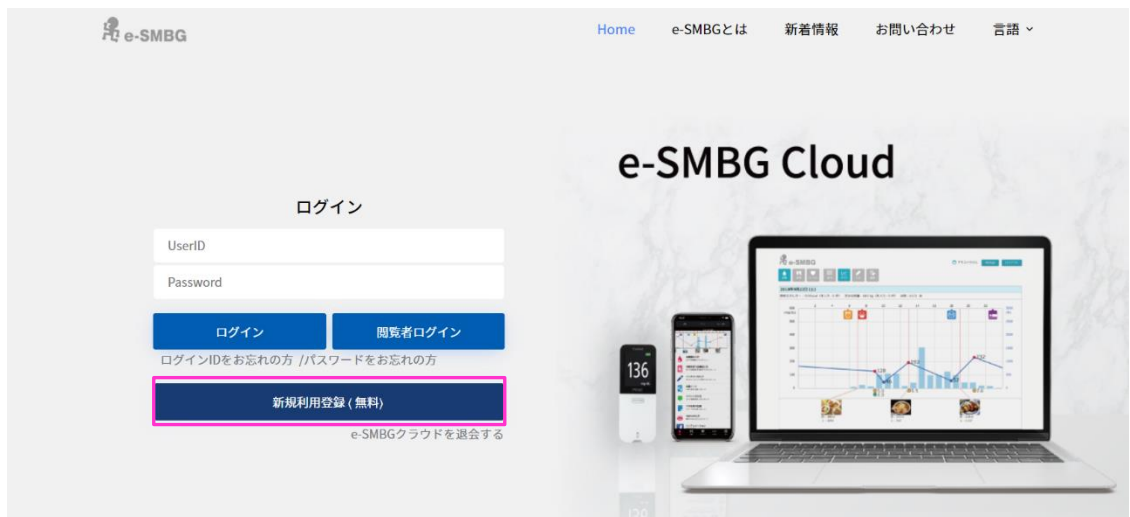 e-SMBG
Home e-SMBGとは 新着情報 お問い合わせ 言語
e-SMBG Cloud
ログイン
UserID
Password
ログイン 閲覧者ログイン
ログインIDをお忘れの方 /パスワードをお忘れの方
新規利用登録 ( 無料)
e-SMBGクラウドを退会する
e-SMBG
136